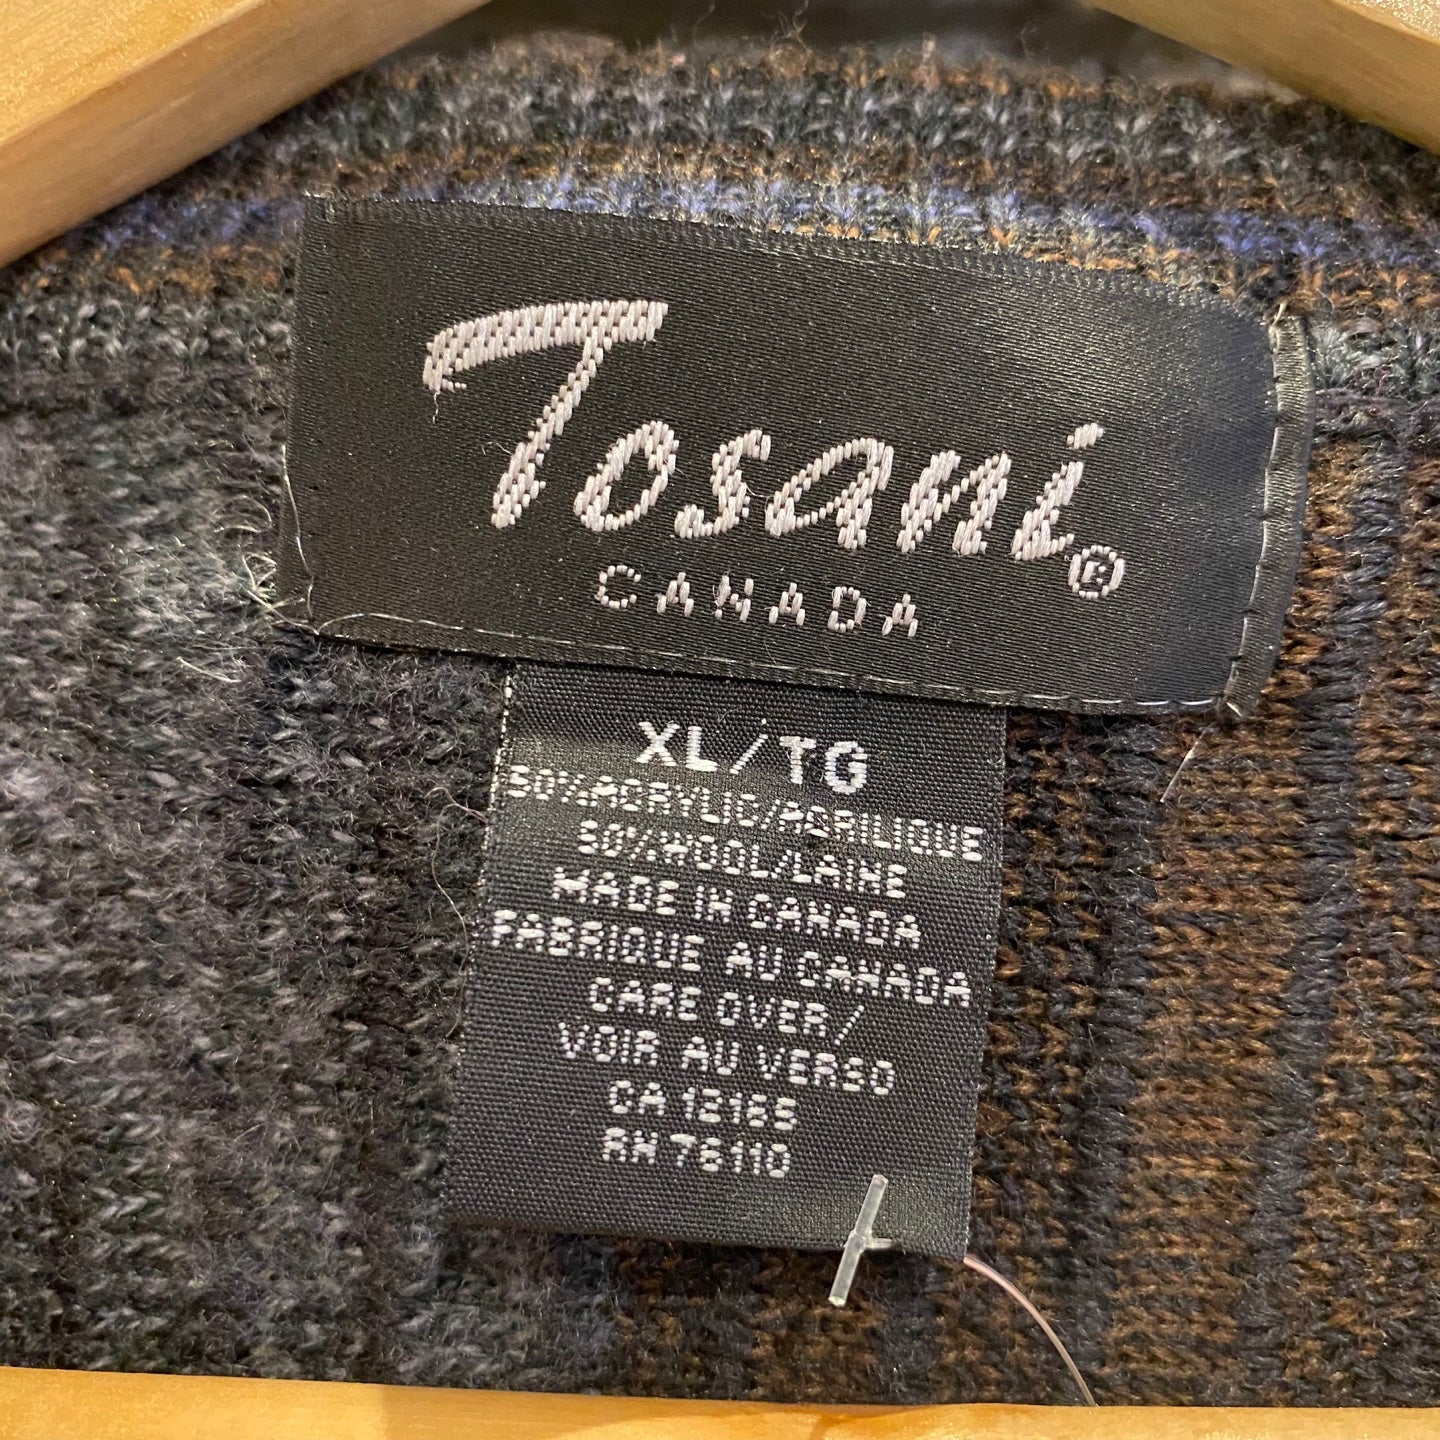 Tosani®
CANADA
XL/TG
50%ACRYLIC/ACRILIQUE
50%WOOL/LAINE
MADE IN CANADA
FABRIQUE AU CANADA
CARE OVER/
VOIR AU VERSO
CA 12165
RN 76110